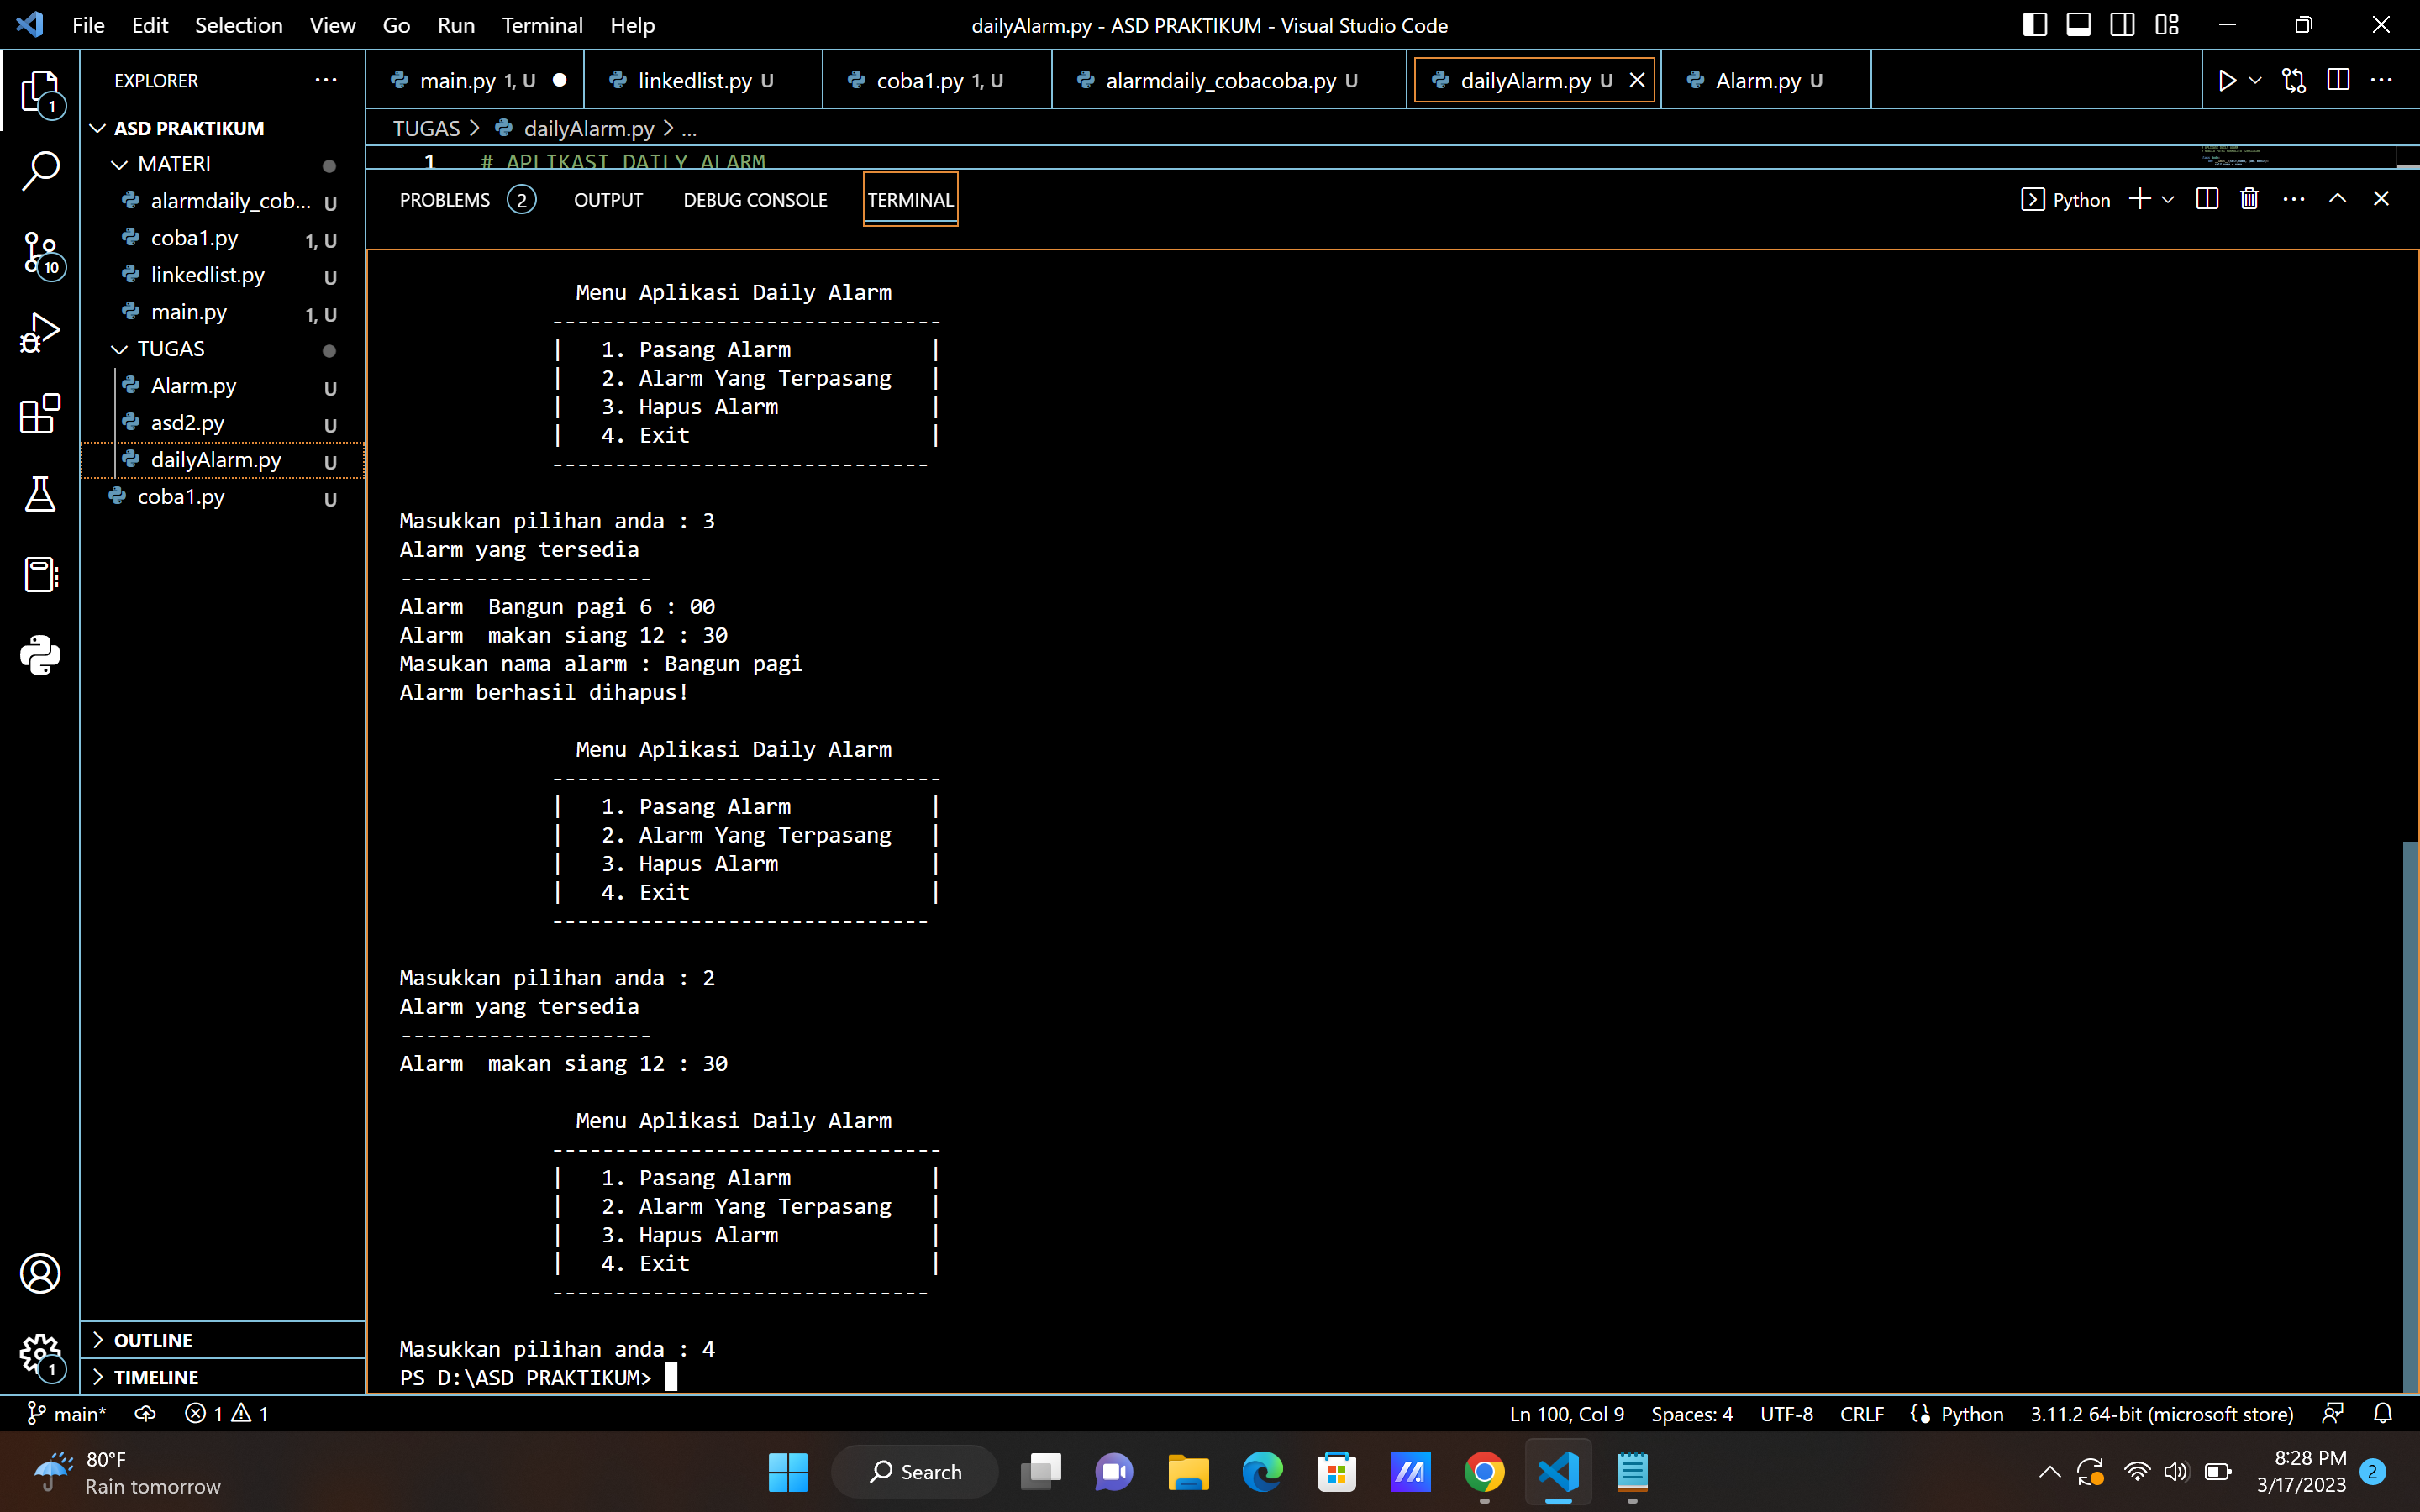 File Edit Selection View Go Run Terminal Help dailyAlarm.py - ASD PRAKTIKUM - Visual Studio Code
EXPLORER
main.py 1, U
linkedlist.py U
coba1.py 1, U
alarmdaily_cobacoba.py U
dailyAlarm.py U
Alarm.py U
1
ASD PRAKTIKUM
MATERI
alarmdaily_cob... U
coba1.py 1, U
linkedlist.py U
main.py 1, U
TUGAS
Alarm.py U
asd2.py U
dailyAlarm.py U
coba1.py U
10
OUTLINE
TIMELINE
1
TUGAS > dailyAlarm.py > ...
1 # APLIKASI DAILY ALARM
PROBLEMS 2 OUTPUT DEBUG CONSOLE TERMINAL
Python
Menu Aplikasi Daily Alarm
-------------------------------
| 1. Pasang Alarm |
| 2. Alarm Yang Terpasang |
| 3. Hapus Alarm |
| 4. Exit |
------------------------------
Masukkan pilihan anda : 3
Alarm yang tersedia
--------------------
Alarm  Bangun pagi 6 : 00
Alarm  makan siang 12 : 30
Masukan nama alarm : Bangun pagi
Alarm berhasil dihapus!
Menu Aplikasi Daily Alarm
-------------------------------
| 1. Pasang Alarm |
| 2. Alarm Yang Terpasang |
| 3. Hapus Alarm |
| 4. Exit |
------------------------------
Masukkan pilihan anda : 2
Alarm yang tersedia
--------------------
Alarm  makan siang 12 : 30
Menu Aplikasi Daily Alarm
-------------------------------
| 1. Pasang Alarm |
| 2. Alarm Yang Terpasang |
| 3. Hapus Alarm |
| 4. Exit |
------------------------------
Masukkan pilihan anda : 4
PS D:\ASD PRAKTIKUM>
main* 1 1 Ln 100, Col 9 Spaces: 4 UTF-8 CRLF Python 3.11.2 64-bit (microsoft store)
80°F
Rain tomorrow
Search
8:28 PM
3/17/2023
2